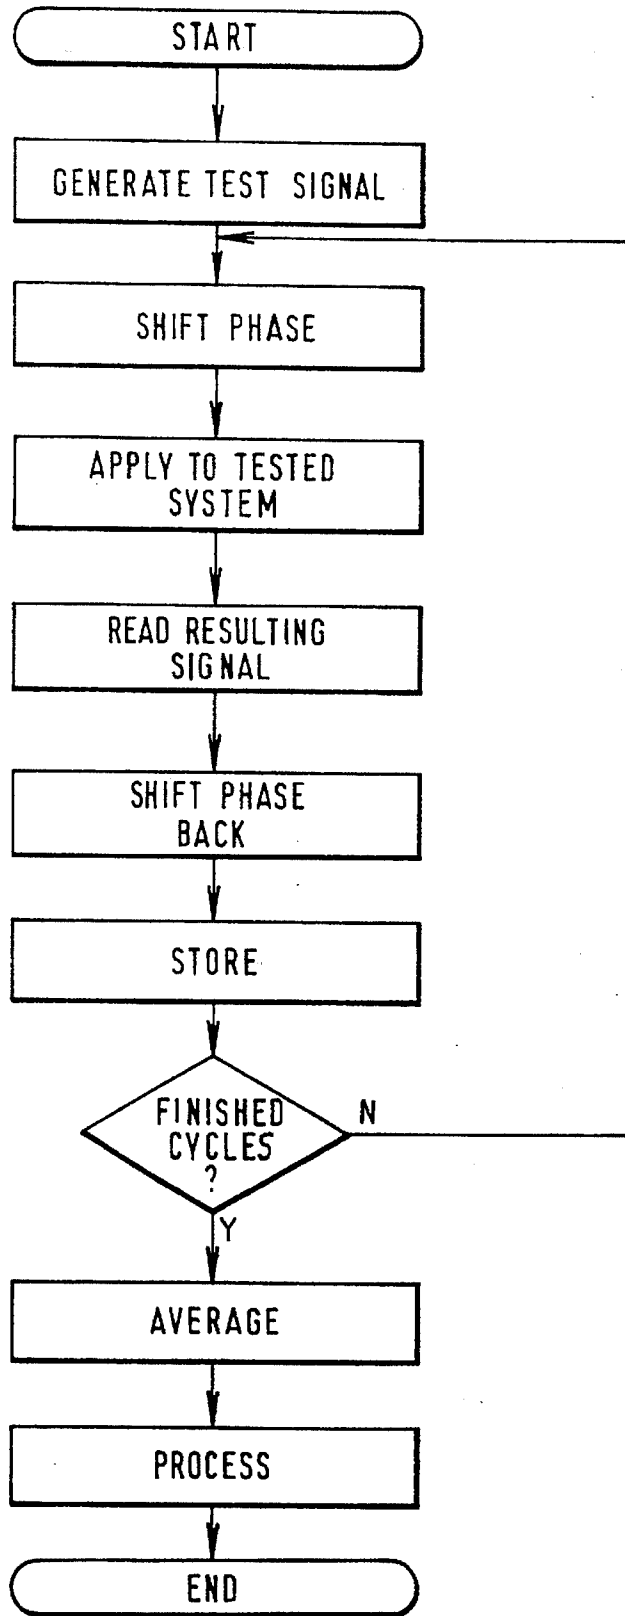 START
GENERATE TEST SIGNAL
SHIFT PHASE
APPLY TO TESTED
SYSTEM
READ RESULTING
SIGNAL
SHIFT PHASE
BACK
STORE
FINISHED
CYCLES
?
N
Y
AVERAGE
PROCESS
END